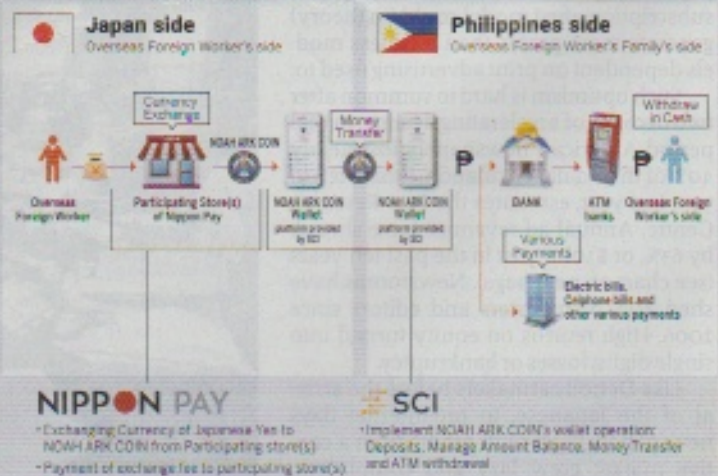 Japan side
Overseas Foreign Worker's side
Philippines side
Overseas Foreign Worker's Family's side
Currency
Exchange
NOAH ARK COIN
Money
Transfer
Withdraw
in Cash
Overseas
Foreign Worker
Participating Store(s)
of Nippon Pay
NOAH ARK COIN
Wallet
platform provided
by SCI
NOAH ARK COIN
Wallet
platform provided
by SCI
BANK
ATM
banks
Overseas Foreign
Worker's side
Various
Payments
Electric bills,
Cellphone bills and
other various payments
NIPPON PAY
• Exchanging Currency of Japanese Yen to
NOAH ARK COIN from Participating store(s)
• Payment of exchange fee to participating store(s)
SCI
• Implement NOAH ARK COIN's wallet operation:
Deposits, Manage Amount Balance, Money Transfer
and ATM withdrawal